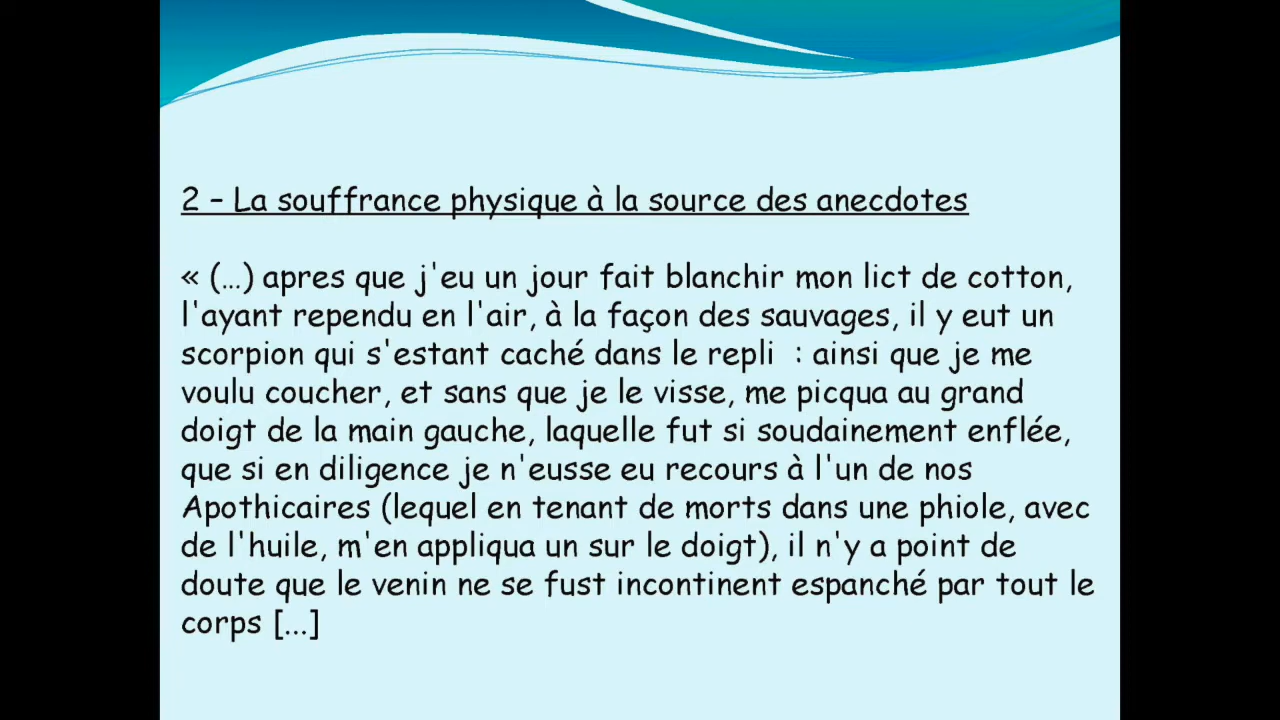 2 – La souffrance physique à la source des anecdotes
« (…) apres que j'eu un jour fait blanchir mon lict de cotton,
l'ayant rependu en l'air, à la façon des sauvages, il y eut un
scorpion qui s'estant caché dans le repli  : ainsi que je me
voulu coucher, et sans que je le visse, me picqua au grand
doigt de la main gauche, laquelle fut si soudainement enflée,
que si en diligence je n'eusse eu recours à l'un de nos
Apothicaires (lequel en tenant de morts dans une phiole, avec
de l'huile, m'en appliqua un sur le doigt), il n'y a point de
doute que le venin ne se fust incontinent espanché par tout le
corps [...]